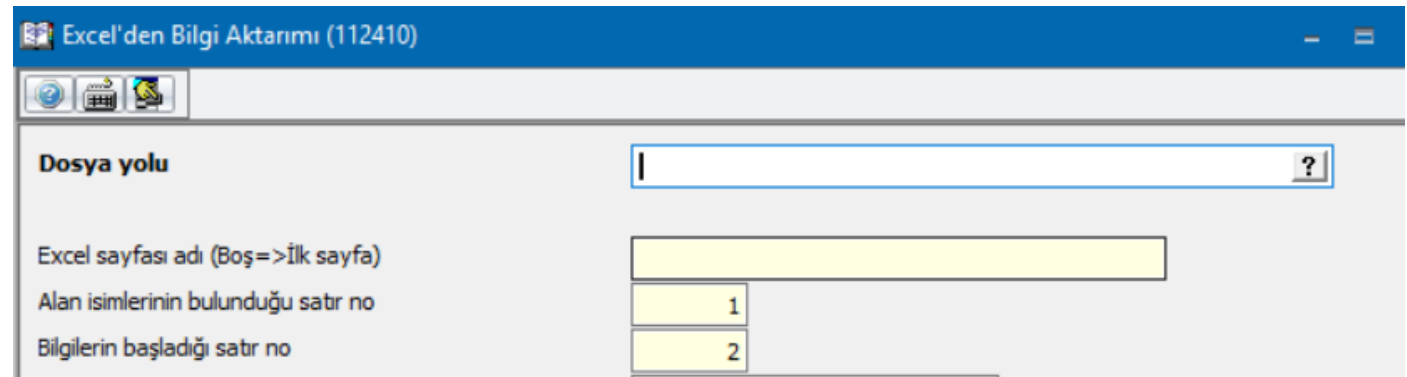 Excel'den Bilgi Aktarımı (112410)
Dosya yolu
?
Excel sayfası adı (Boş=>İlk sayfa)
Alan isimlerinin bulunduğu satır no 1
Bilgilerin başladığı satır no 2